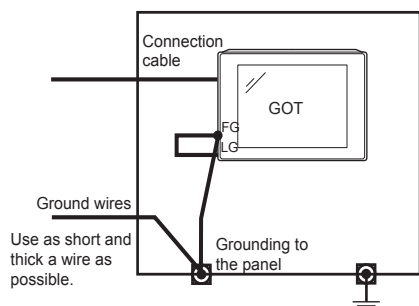 Connection
cable
GOT
FG
LG
Ground wires
Use as short and
thick a wire as
possible.
Grounding to
the panel